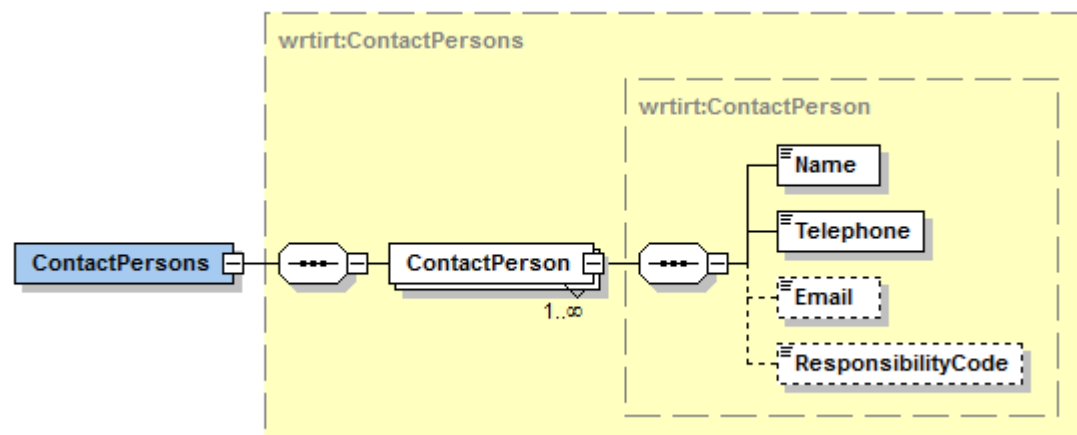 wrtirt:ContactPersons
wrtirt:ContactPerson
Name
Telephone
ContactPersons
ContactPerson
1..∞
Email
ResponsibilityCode